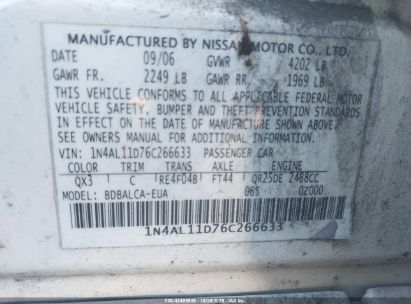 MANUFACTURED BY NISSAN MOTOR CO., LTD.
DATE 09/06 GVWR 4202 LB
GAWR FR. 2249 LB GAWR RR. 1969 LB
THIS VEHICLE CONFORMS TO ALL APPLICABLE FEDERAL MOTOR
VEHICLE SAFETY, BUMPER AND THEFT PREVENTION STANDARDS
IN EFFECT ON THE DATE OF MANUFACTURE SHOWN ABOVE.
SEE OWNERS MANUAL FOR ADDITIONAL INFORMATION.
VIN: 1N4AL11D76C266633 PASSENGER CAR
COLOR TRIM TRANS AXLE ENGINE
QX3 C RE4F04B FT44 QR25DE 2488CC
MODEL: BDBALCA-EUA 065 0Z000
1N4AL11D76C266633